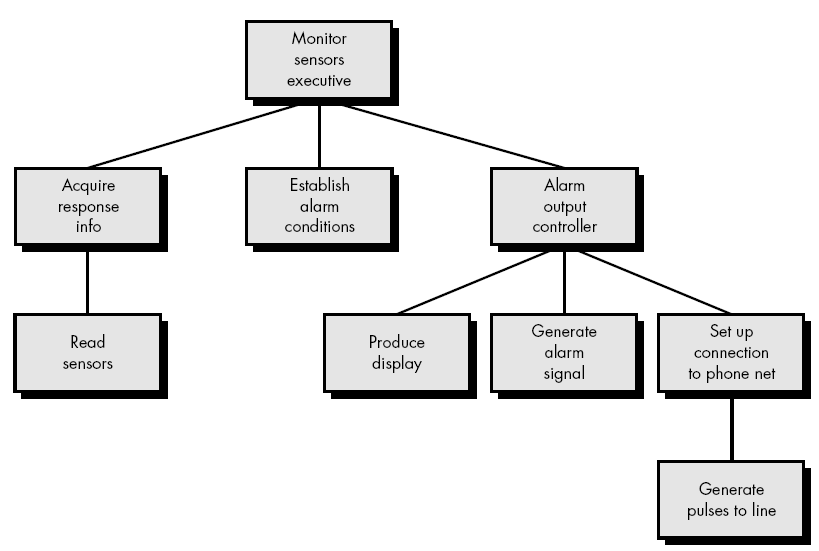 Monitor
sensors
executive
Acquire
response
info
Establish
alarm
conditions
Alarm
output
controller
Read
sensors
Produce
display
Generate
alarm
signal
Set up
connection
to phone net
Generate
pulses to line